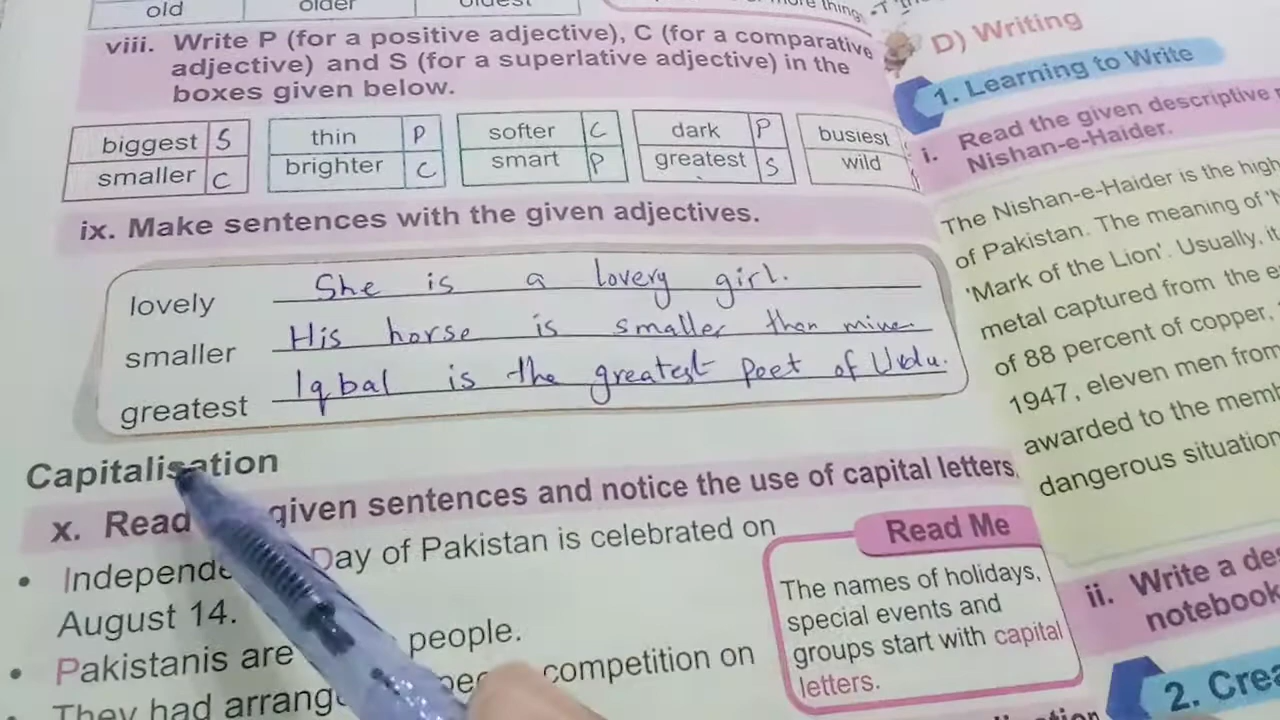 old older oldest
viii. Write P (for a positive adjective), C (for a comparative
adjective) and S (for a superlative adjective) in the
boxes given below.
biggest S thin P softer C dark P busiest
smaller C brighter C smart P greatest S wild
ix. Make sentences with the given adjectives.
lovely She is a lovery girl.
smaller His horse is smaller than mine.
greatest Iqbal is the greatest poet of Urdu.
Capitalisation
x. Read given sentences and notice the use of capital letters.
• Day of Pakistan is celebrated on
August 14.
• Pakistanis are people.
• They had competition on
Read Me
The names of holidays,
special events and
groups start with capital
letters.
D) Writing
1. Learning to Write
i. Read the given descriptive
Nishan-e-Haider.
The Nishan-e-Haider is the
of Pakistan. The meaning of
'Mark of the Lion'. Usually, it
metal captured from the
of 88 percent of copper,
1947, eleven men from
awarded to the
dangerous situation
ii. Write a
notebook
2.